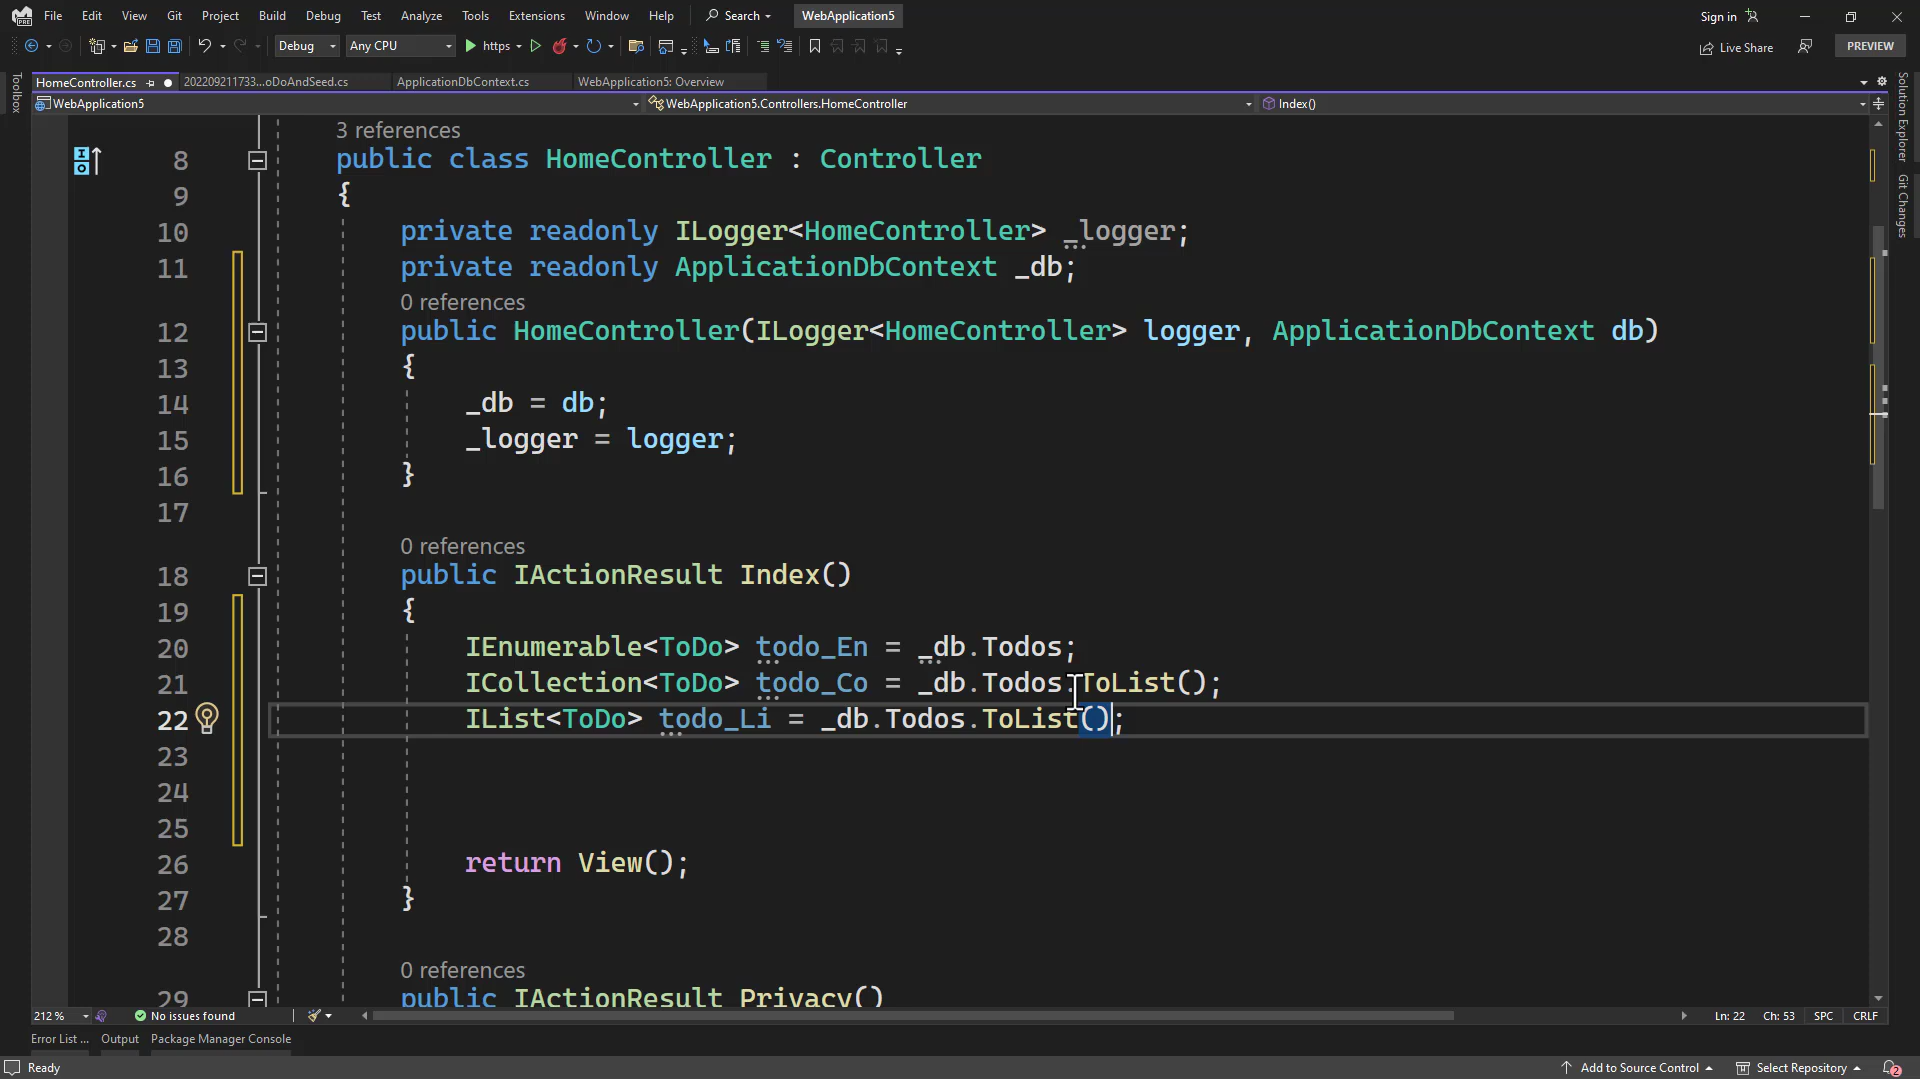 File Edit View Git Project Build Debug Test Analyze Tools Extensions Window Help Search WebApplication5 Sign in
Debug Any CPU https Live Share PREVIEW
HomeController.cs 202209211733...oDoAndSeed.cs ApplicationDbContext.cs WebApplication5: Overview
WebApplication5 WebApplication5.Controllers.HomeController Index()
Toolbox
Solution Explorer
Git Changes
3 references
8 public class HomeController : Controller
9 {
10 private readonly ILogger<HomeController> _logger;
11 private readonly ApplicationDbContext _db;
0 references
12 public HomeController(ILogger<HomeController> logger, ApplicationDbContext db)
13 {
14 _db = db;
15 _logger = logger;
16 }
17
0 references
18 public IActionResult Index()
19 {
20 IEnumerable<ToDo> todo_En = _db.Todos;
21 ICollection<ToDo> todo_Co = _db.Todos.ToList();
22 IList<ToDo> todo_Li = _db.Todos.ToList();
23
24
25
26 return View();
27 }
28
0 references
29 public IActionResult Privacy()
212 % No issues found Ln: 22 Ch: 53 SPC CRLF
Error List ... Output Package Manager Console
Ready Add to Source Control Select Repository 2